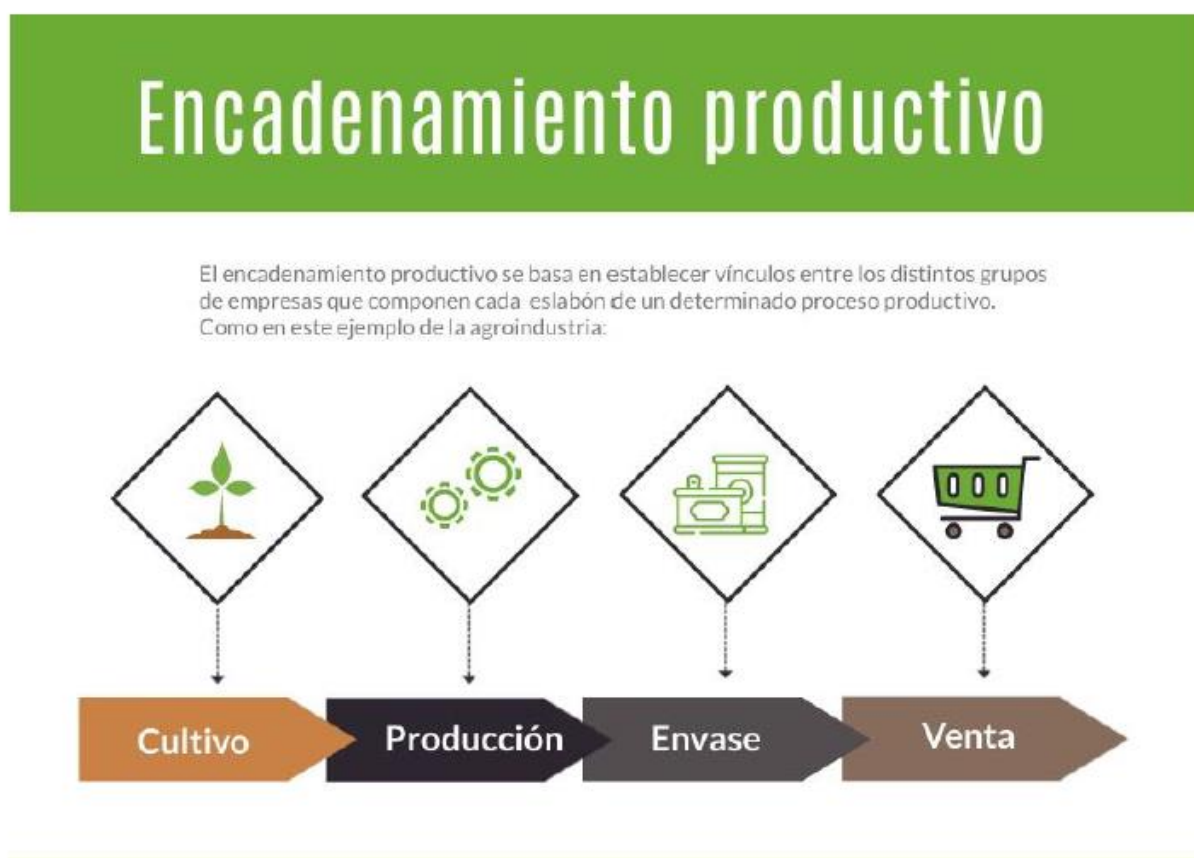 Encadenamiento productivo
El encadenamiento productivo se basa en establecer vínculos entre los distintos grupos
de empresas que componen cada eslabón de un determinado proceso productivo.
Como en este ejemplo de la agroindustria:
Cultivo
Producción
Envase
Venta